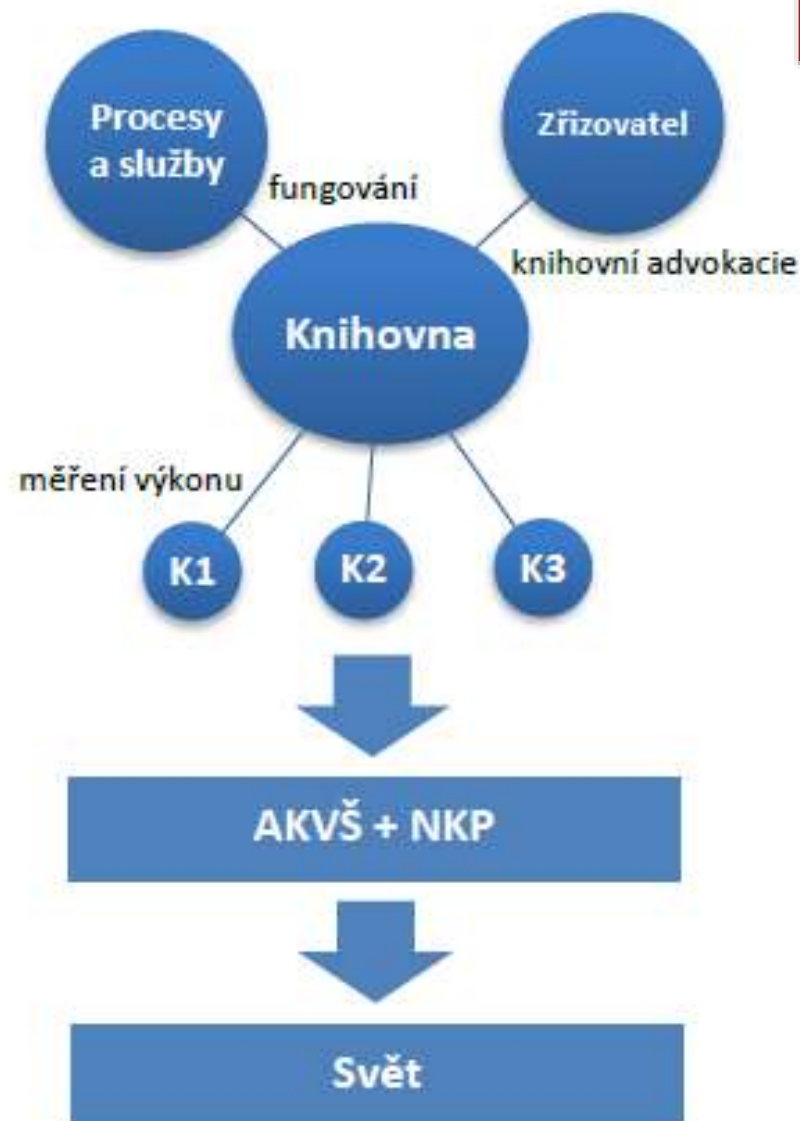 Procesy
a služby
Zřizovatel
fungování
knihovní advokacie
Knihovna
měření výkonu
K1
K2
K3
AKVŠ + NKP
Svět